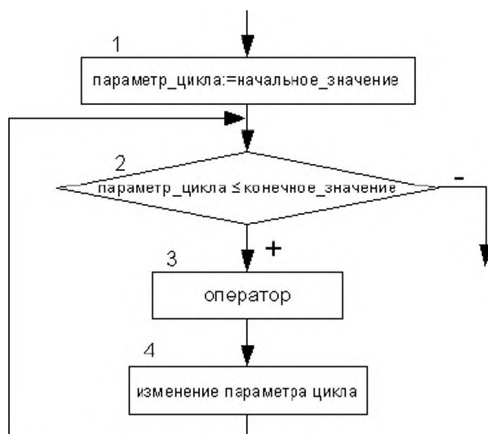 1
параметр_цикла:=начальное_значение
2
параметр_цикла ≤ конечное_значение
-
+
3
оператор
4
изменение параметра цикла